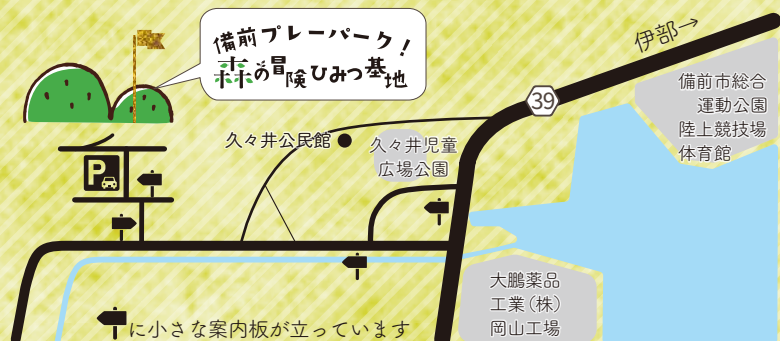 備前プレーパーク！
森の冒険ひみつ基地
伊部→
39
備前市総合
運動公園
陸上競技場
体育館
久々井公民館
久々井児童
広場公園
P
大鵬薬品
工業（株）
岡山工場
に小さな案内板が立っています